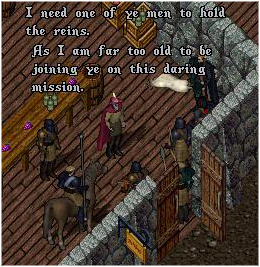 I need one of ye men to hold
the reins.
As I am far too old to be
joining ye on this daring
mission.